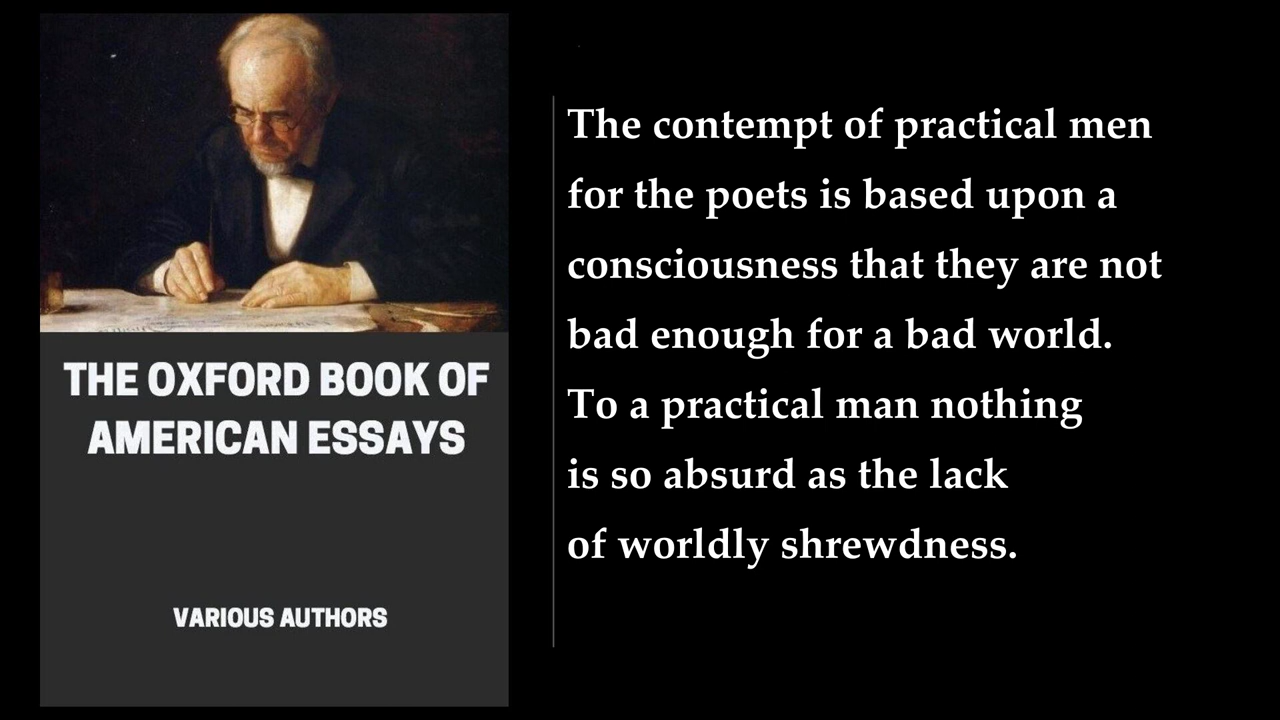 THE OXFORD BOOK OF
AMERICAN ESSAYS
VARIOUS AUTHORS
The contempt of practical men
for the poets is based upon a
consciousness that they are not
bad enough for a bad world.
To a practical man nothing
is so absurd as the lack
of worldly shrewdness.